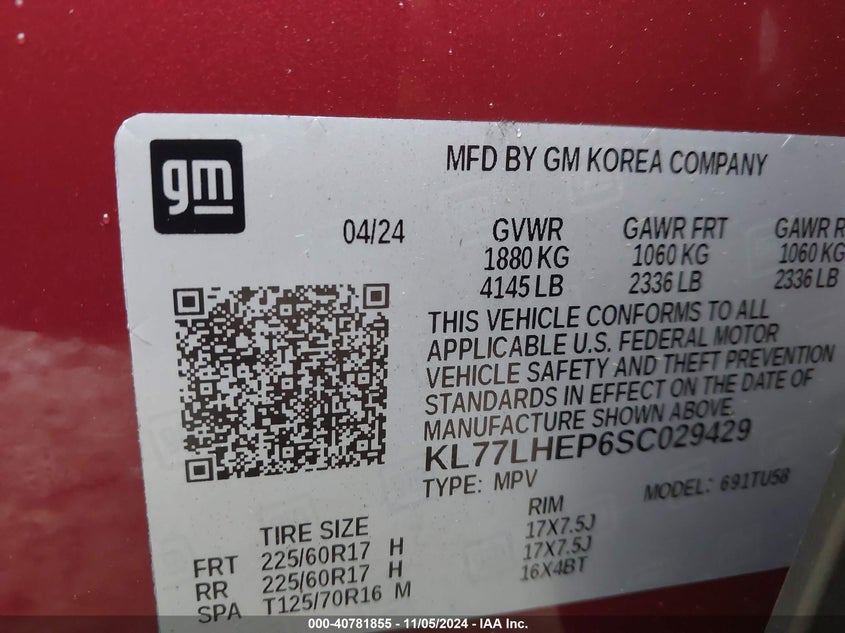 gm
MFD BY GM KOREA COMPANY
04/24 GVWR GAWR FRT GAWR R
1880 KG 1060 KG 1060 KG
4145 LB 2336 LB 2336 LB
THIS VEHICLE CONFORMS TO ALL
APPLICABLE U.S. FEDERAL MOTOR
VEHICLE SAFETY AND THEFT PREVENTION
STANDARDS IN EFFECT ON THE DATE OF
MANUFACTURE SHOWN ABOVE.
KL77LHEP6SC029429
TYPE: MPV MODEL: 691TU58
TIRE SIZE RIM
FRT 225/60R17 H 17X7.5J
RR 225/60R17 H 17X7.5J
SPA T125/70R16 M 16X4BT
000-40781855 - 11/05/2024 - IAA Inc.